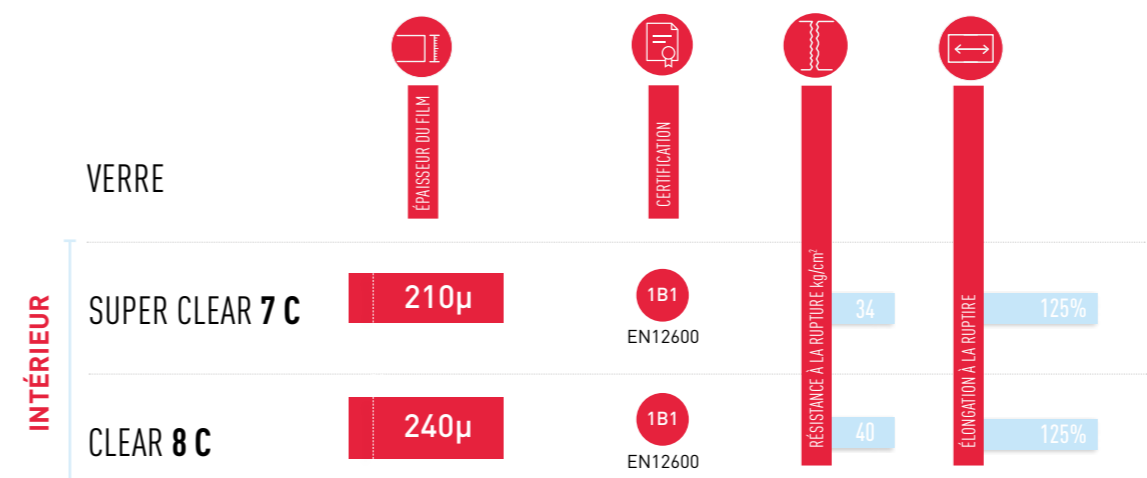 VERRE
ÉPAISSEUR DU FILM
CERTIFICATION
RÉSISTANCE À LA RUPTURE kg/cm²
ÉLONGATION À LA RUPTIRE
INTÉRIEUR
SUPER CLEAR 7 C
210µ
1B1
EN12600
34
125%
CLEAR 8 C
240µ
1B1
EN12600
40
125%